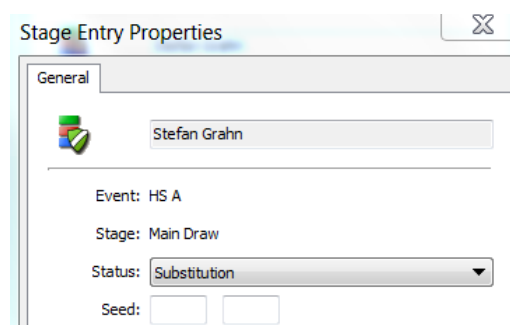 Stage Entry Properties
General
Stefan Grahn
Event: HS A
Stage: Main Draw
Status: Substitution
Seed: